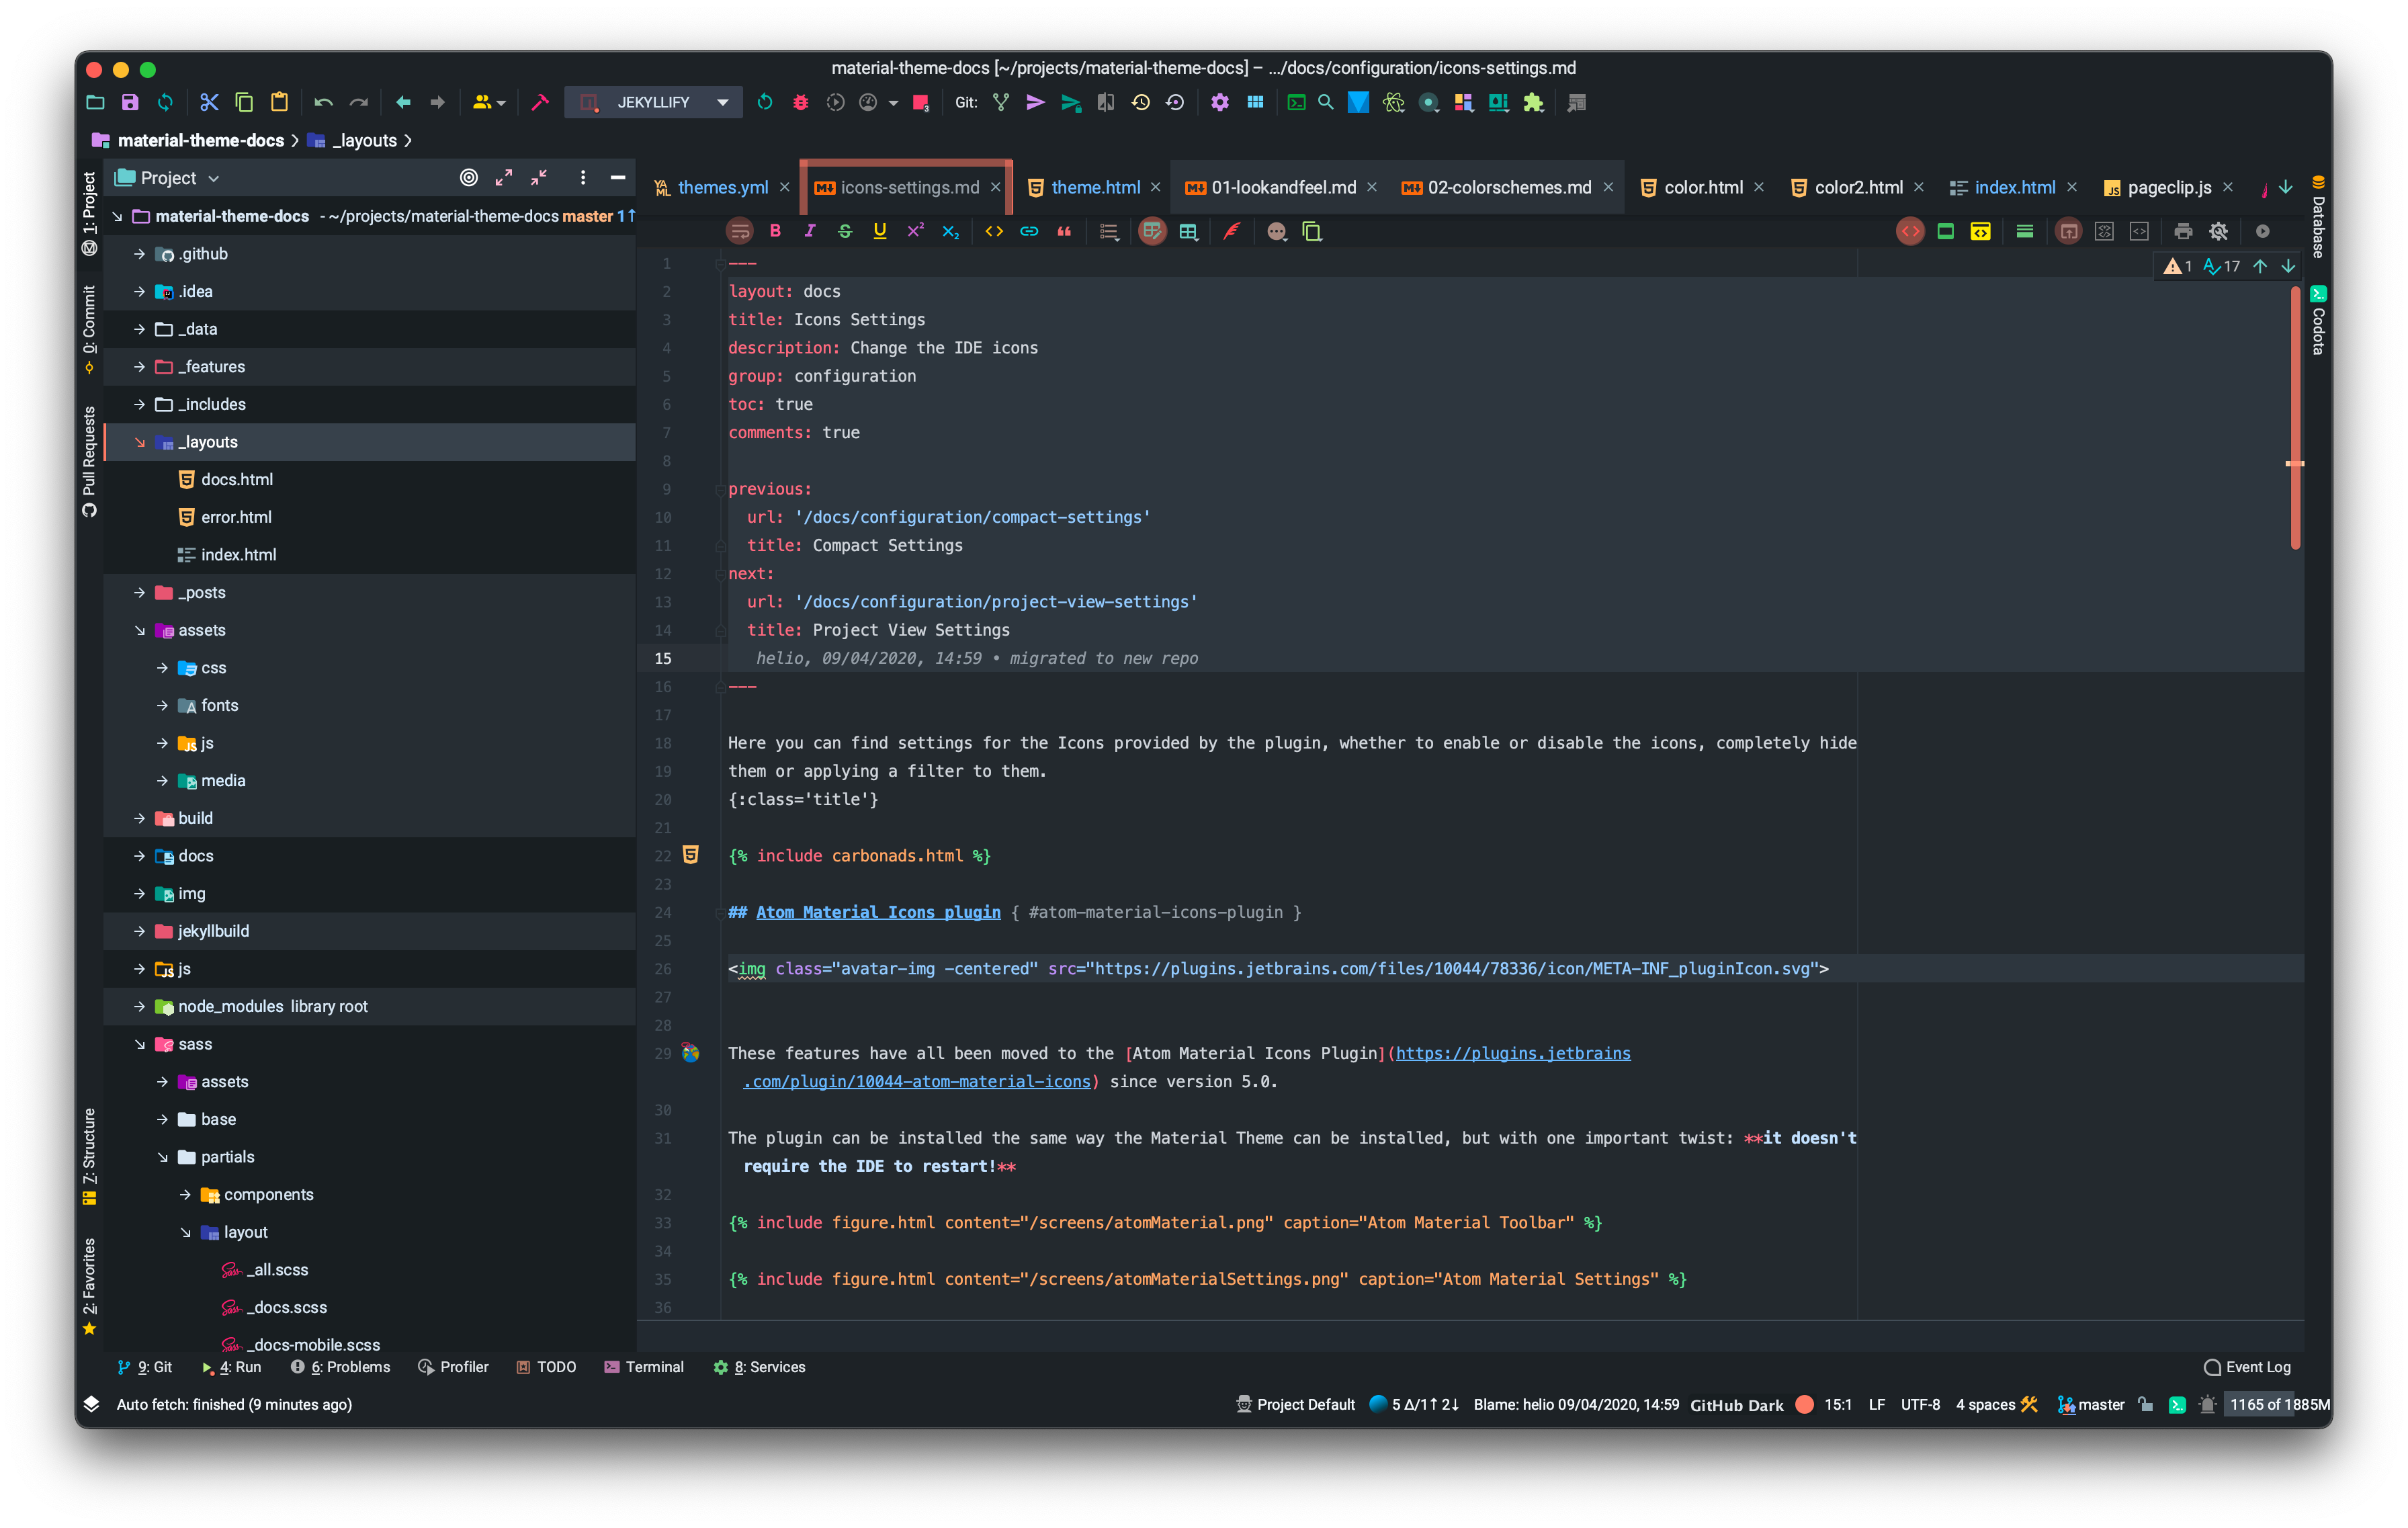 material-theme-docs [~/projects/material-theme-docs] – .../docs/configuration/icons-settings.md
JEKYLLIFY
Git:
material-theme-docs
_layouts
1: Project
0: Commit
Pull Requests
7: Structure
2: Favorites
Project
material-theme-docs - ~/projects/material-theme-docs master 1↑
.github
.idea
_data
_features
_includes
_layouts
docs.html
error.html
index.html
_posts
assets
css
fonts
js
media
build
docs
img
jekyllbuild
js
node_modules library root
sass
assets
base
partials
components
layout
_all.scss
_docs.scss
_docs-mobile.scss
themes.yml
icons-settings.md
theme.html
01-lookandfeel.md
02-colorschemes.md
color.html
color2.html
index.html
pageclip.js
1 17
1 ---
2 layout: docs
3 title: Icons Settings
4 description: Change the IDE icons
5 group: configuration
6 toc: true
7 comments: true
8
9 previous:
10 url: '/docs/configuration/compact-settings'
11 title: Compact Settings
12 next:
13 url: '/docs/configuration/project-view-settings'
14 title: Project View Settings
15 helio, 09/04/2020, 14:59 • migrated to new repo
16 ---
17
18 Here you can find settings for the Icons provided by the plugin, whether to enable or disable the icons, completely hide
19 them or applying a filter to them.
20 {:class='title'}
21
22 {% include carbonads.html %}
23
24 ## Atom Material Icons plugin { #atom-material-icons-plugin }
25
26 <img class="avatar-img -centered" src="https://plugins.jetbrains.com/files/10044/78336/icon/META-INF_pluginIcon.svg">
27
28
29 These features have all been moved to the [Atom Material Icons Plugin](https://plugins.jetbrains
.com/plugin/10044-atom-material-icons) since version 5.0.
30
31 The plugin can be installed the same way the Material Theme can be installed, but with one important twist: **it doesn't
require the IDE to restart!**
32
33 {% include figure.html content="/screens/atomMaterial.png" caption="Atom Material Toolbar" %}
34
35 {% include figure.html content="/screens/atomMaterialSettings.png" caption="Atom Material Settings" %}
36
Database
Codota
9: Git
4: Run
6: Problems
Profiler
TODO
Terminal
8: Services
Event Log
Auto fetch: finished (9 minutes ago)
Project Default
5 Δ/1↑ 2↓
Blame: helio 09/04/2020, 14:59
GitHub Dark
15:1
LF
UTF-8
4 spaces
master
1165 of 1885M